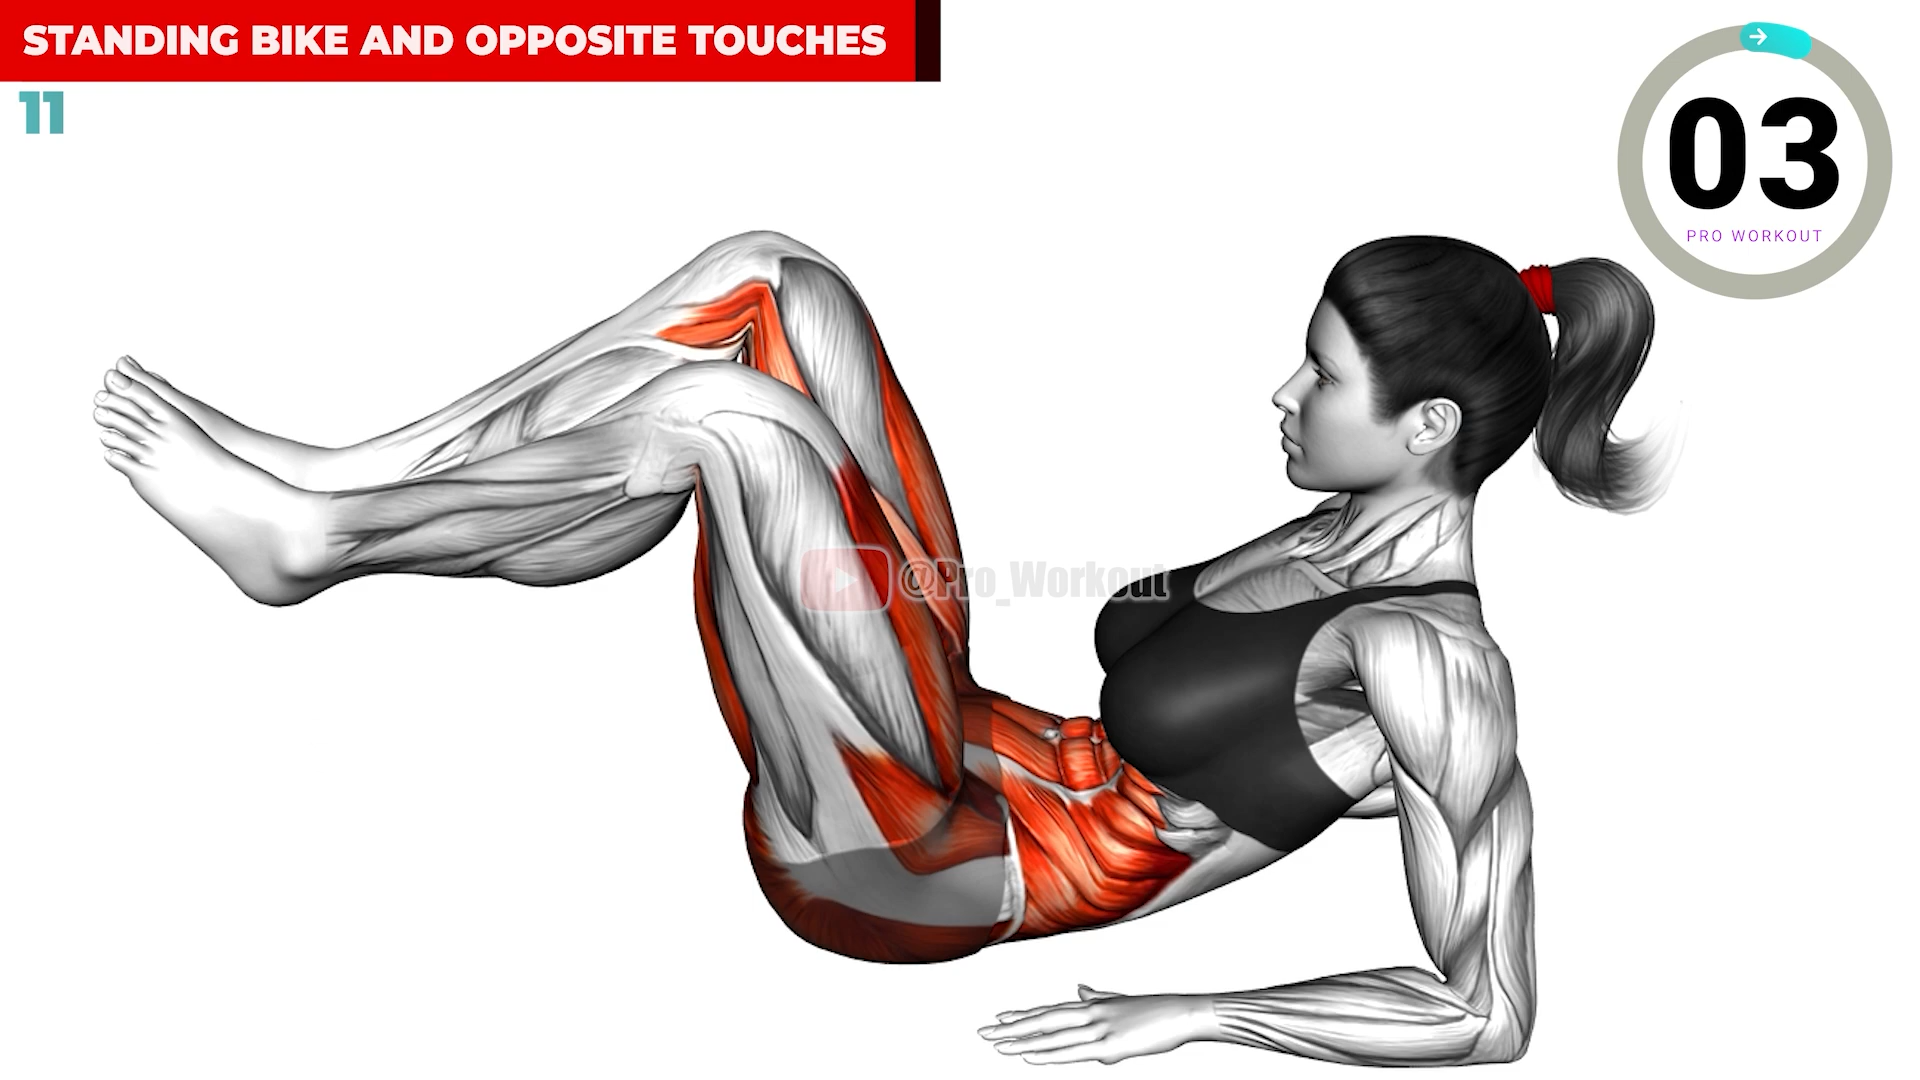 STANDING BIKE AND OPPOSITE TOUCHES
11
03
PRO WORKOUT
@Pro_Workout